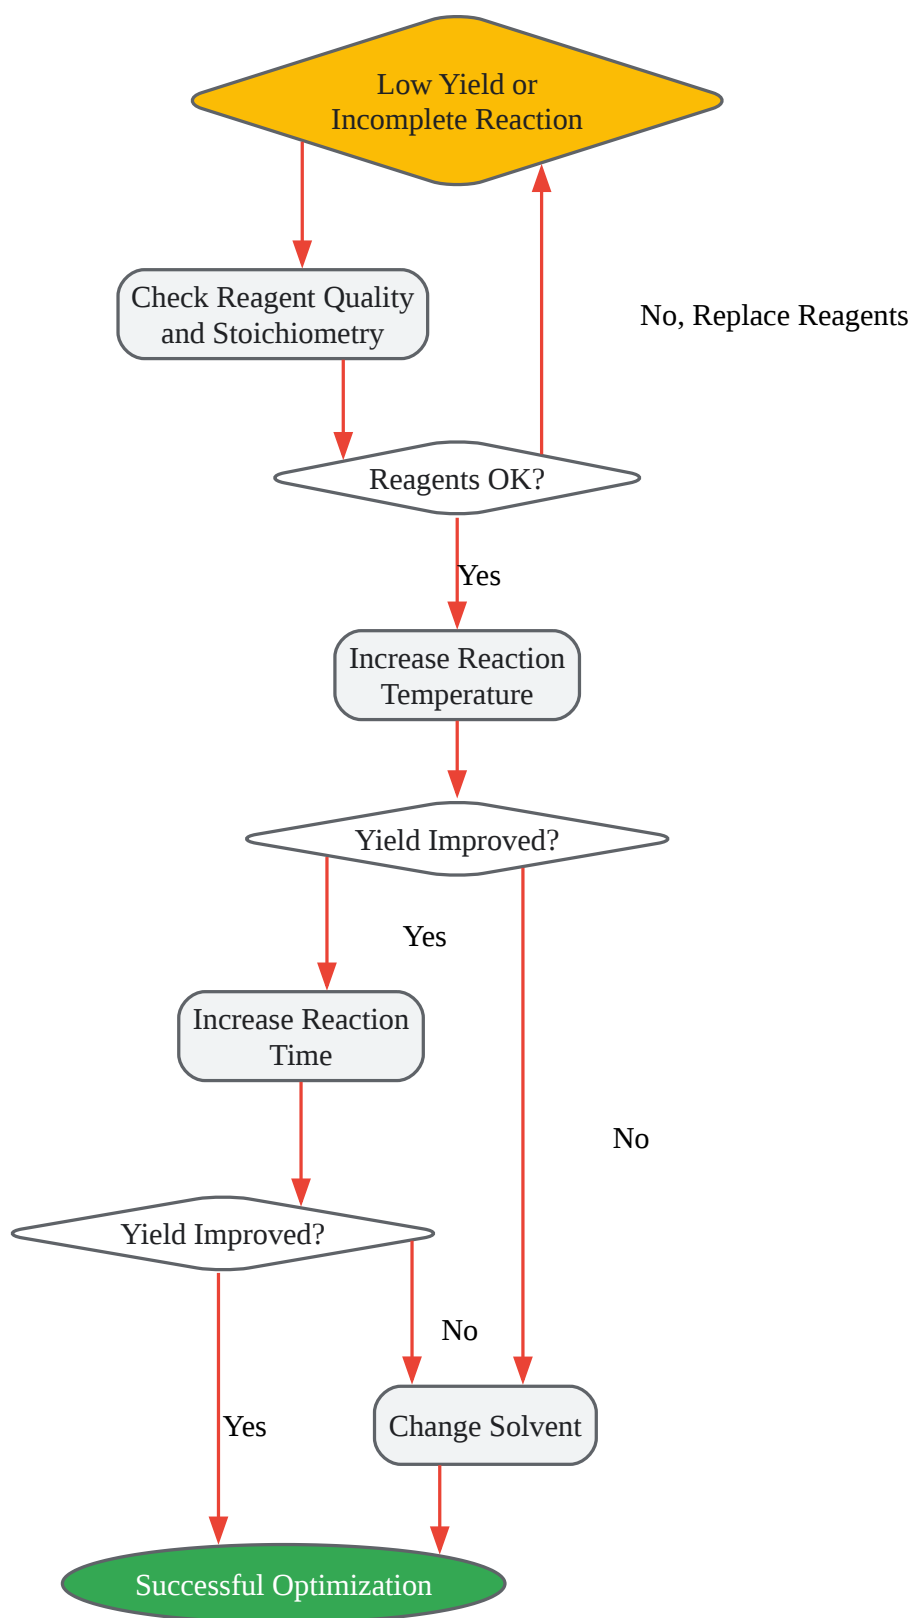 Low Yield or
Incomplete Reaction
Check Reagent Quality
and Stoichiometry
No, Replace Reagents
Reagents OK?
Yes
Increase Reaction
Temperature
Yield Improved?
Yes
Increase Reaction
Time
No
Yield Improved?
No
Yes
Change Solvent
Successful Optimization